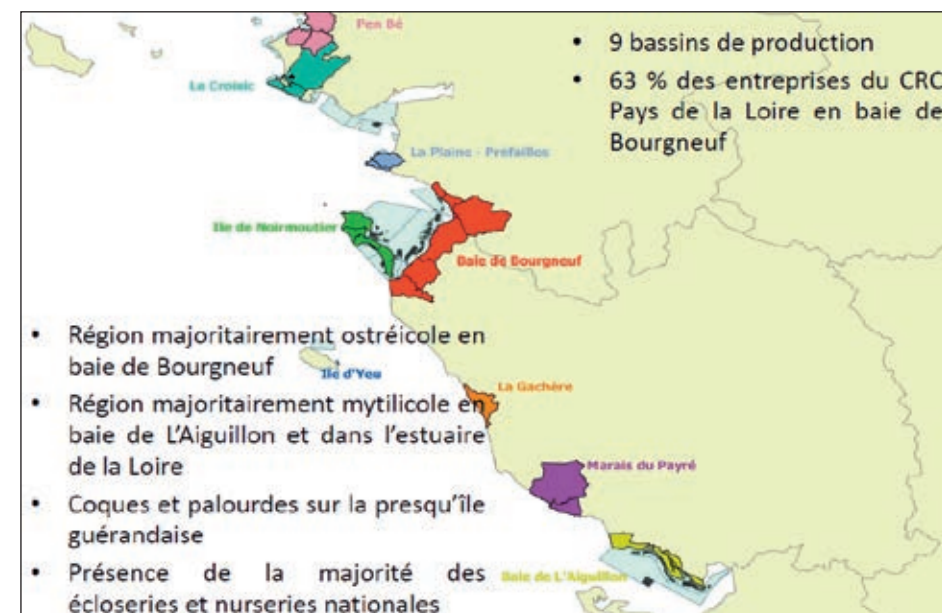 Pen Bé
• 9 bassins de production
• 63 % des entreprises du CRC
Pays de la Loire en baie de
Bourgneuf
Le Croisic
La Plaine - Préfailles
Ile de Noirmoutier
Baie de Bourgneuf
• Région majoritairement ostréicole en
baie de Bourgneuf
Ile d'Yeu
• Région majoritairement mytilicole en
baie de L'Aiguillon et dans l'estuaire
de la Loire
La Gachère
Marais du Payré
• Coques et palourdes sur la presqu'île
guérandaise
• Présence de la majorité des
écloseries et nurseries nationales
Baie de L'Aiguillon